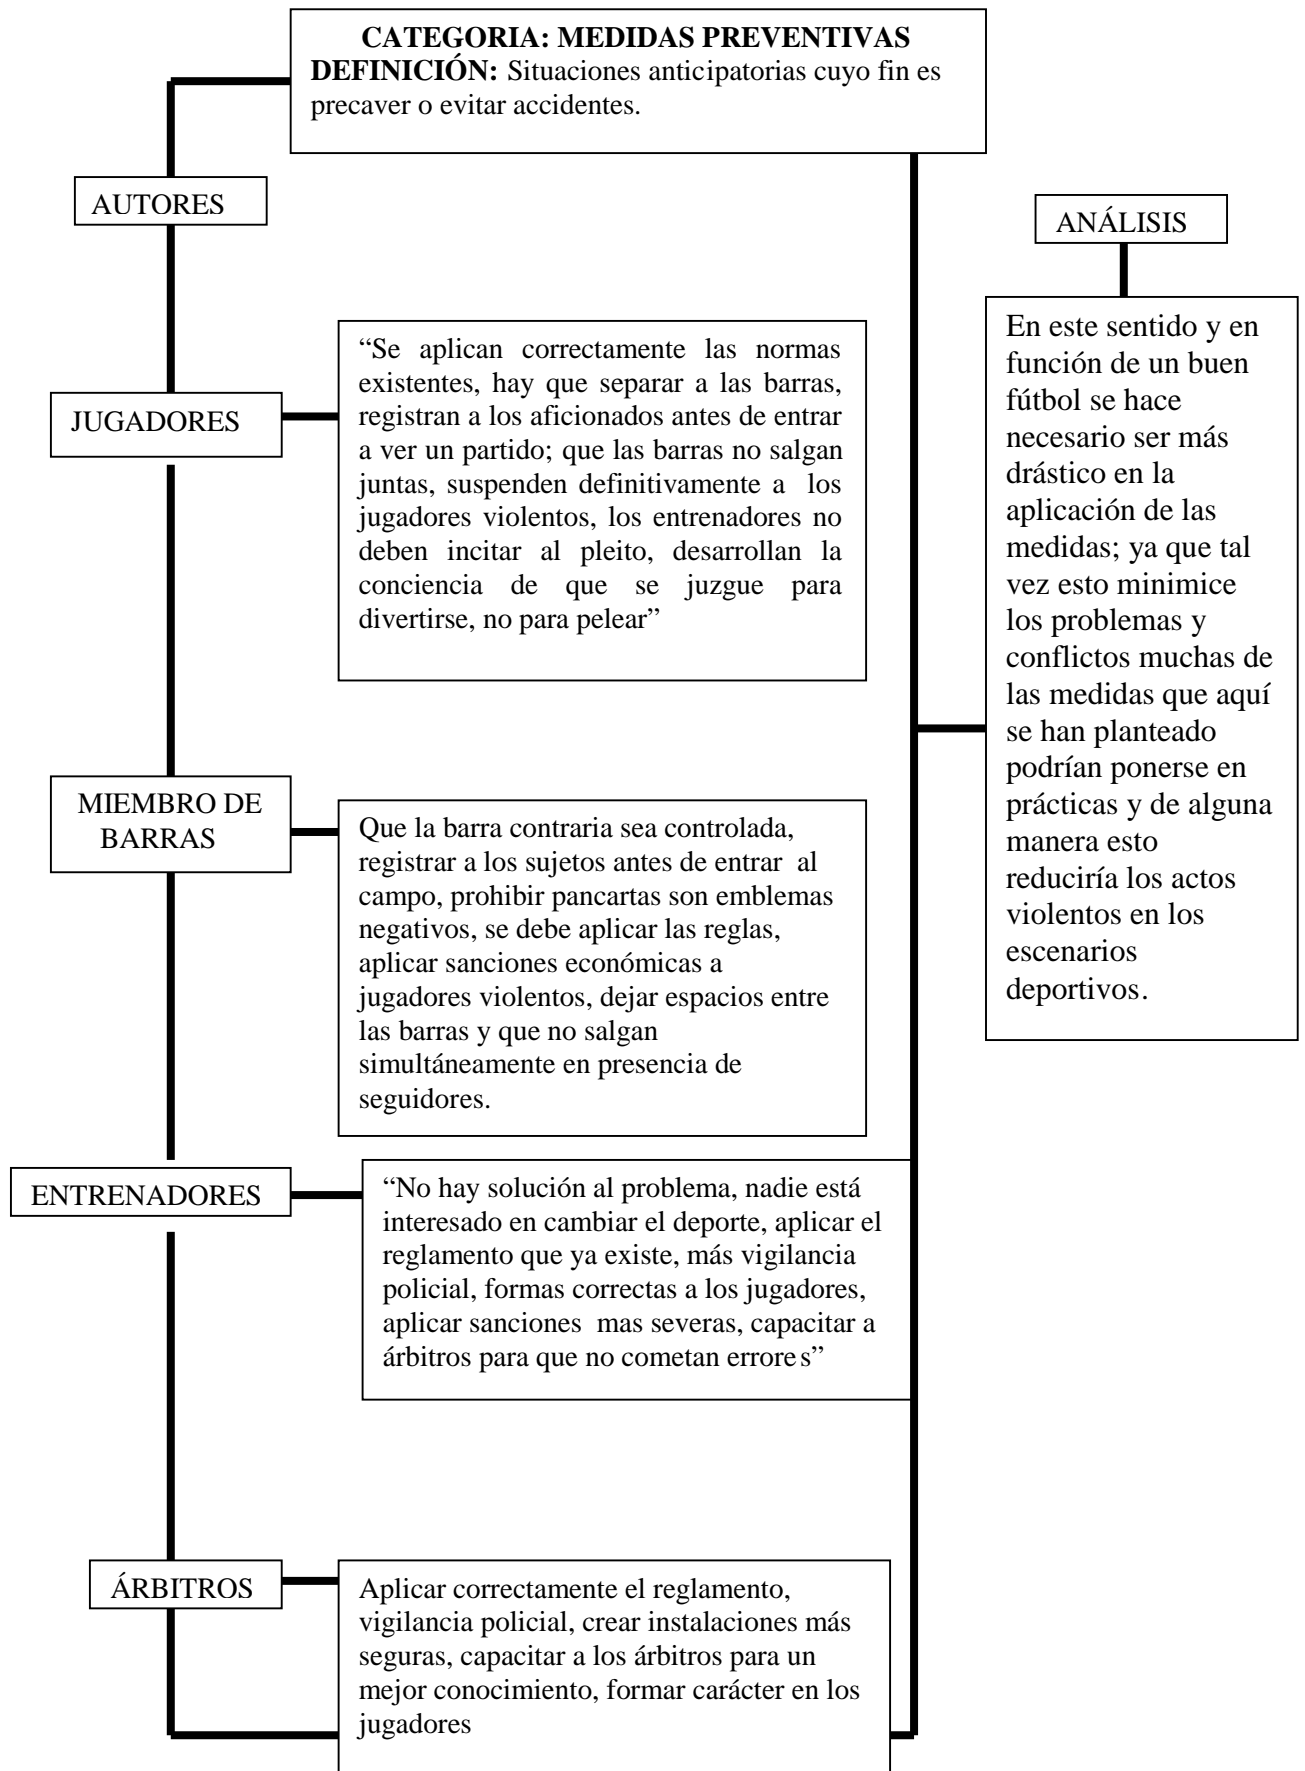 CATEGORIA: MEDIDAS PREVENTIVAS
DEFINICIÓN: Situaciones anticipatorias cuyo fin es
precaver o evitar accidentes.
AUTORES
ANÁLISIS
JUGADORES
“Se aplican correctamente las normas
existentes, hay que separar a las barras,
registran a los aficionados antes de entrar
a ver un partido; que las barras no salgan
juntas, suspenden definitivamente a los
jugadores violentos, los entrenadores no
deben incitar al pleito, desarrollan la
conciencia de que se juzgue para
divertirse, no para pelear”
En este sentido y en
función de un buen
fútbol se hace
necesario ser más
drástico en la
aplicación de las
medidas; ya que tal
vez esto minimice
los problemas y
conflictos muchas de
las medidas que aquí
se han planteado
podrían ponerse en
prácticas y de alguna
manera esto
reduciría los actos
violentos en los
escenarios
deportivos.
MIEMBRO DE
BARRAS
Que la barra contraria sea controlada,
registrar a los sujetos antes de entrar al
campo, prohibir pancartas son emblemas
negativos, se debe aplicar las reglas,
aplicar sanciones económicas a
jugadores violentos, dejar espacios entre
las barras y que no salgan
simultáneamente en presencia de
seguidores.
ENTRENADORES
“No hay solución al problema, nadie está
interesado en cambiar el deporte, aplicar el
reglamento que ya existe, más vigilancia
policial, formas correctas a los jugadores,
aplicar sanciones mas severas, capacitar a
árbitros para que no cometan errores”
ÁRBITROS
Aplicar correctamente el reglamento,
vigilancia policial, crear instalaciones más
seguras, capacitar a los árbitros para un
mejor conocimiento, formar carácter en los
jugadores